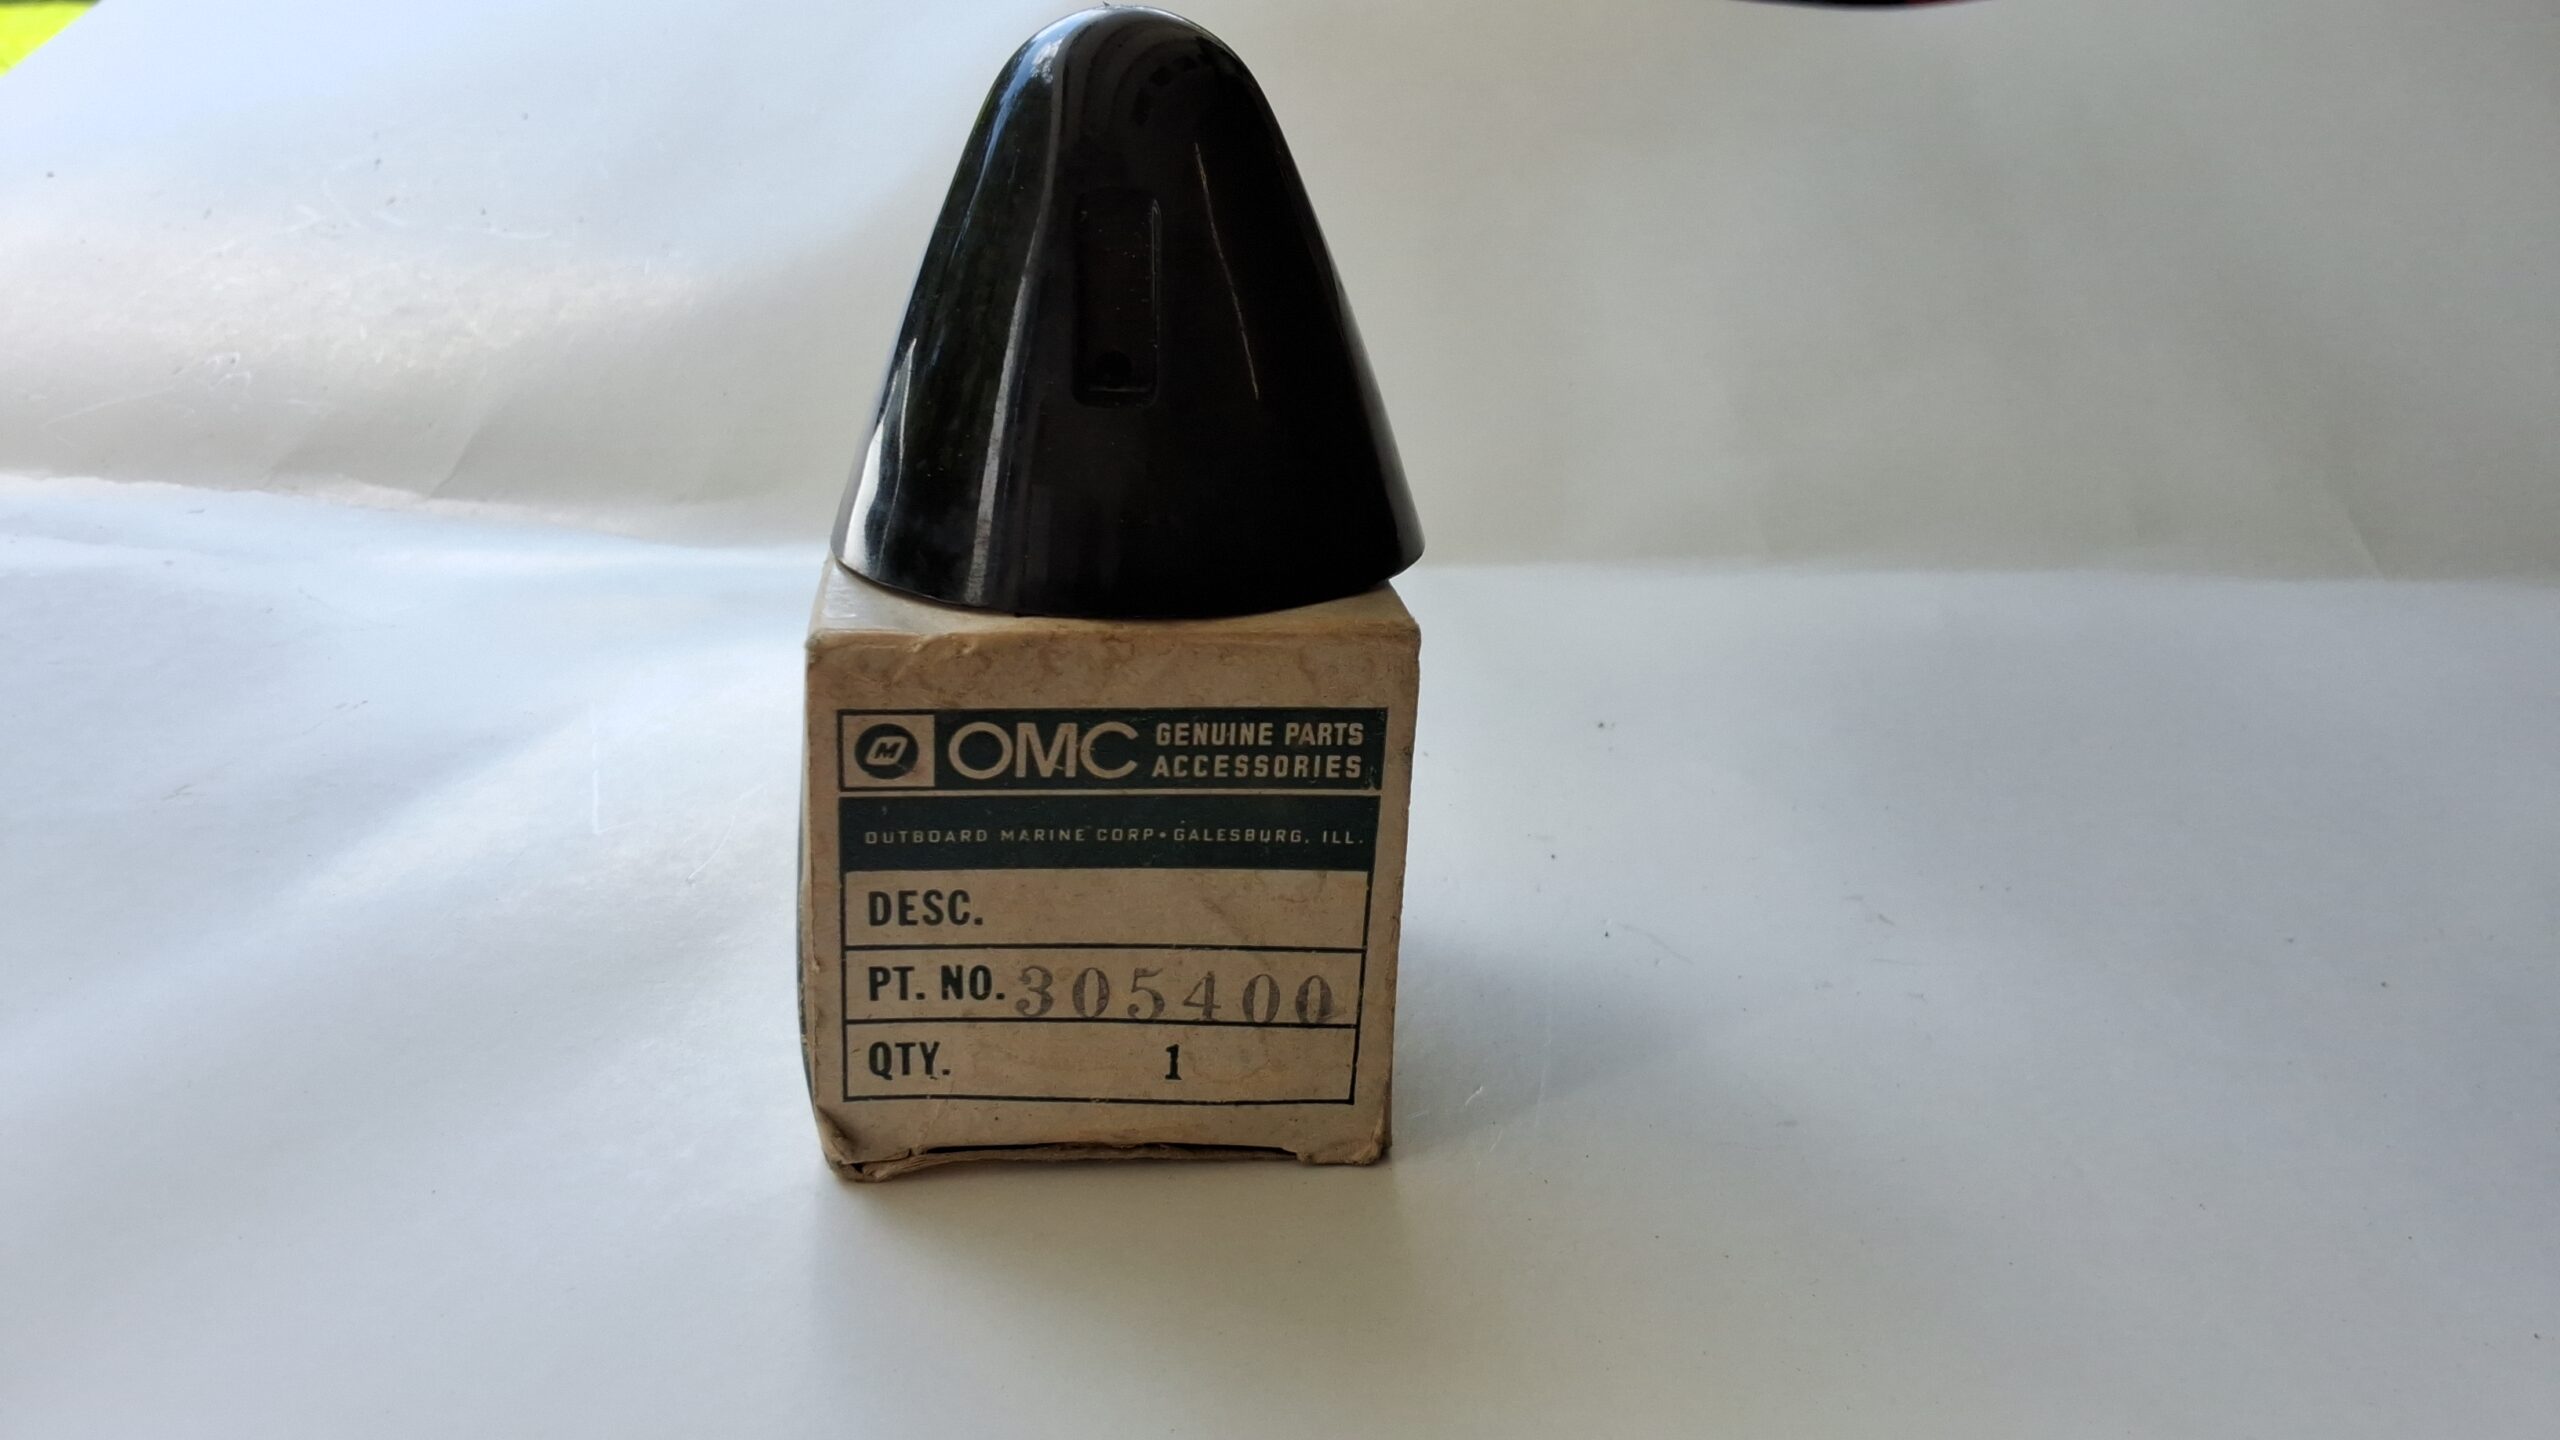 M OMC GENUINE PARTS
ACCESSORIES
OUTBOARD MARINE CORP•GALESBURG, ILL.
DESC.
PT. NO. 305400
QTY. 1